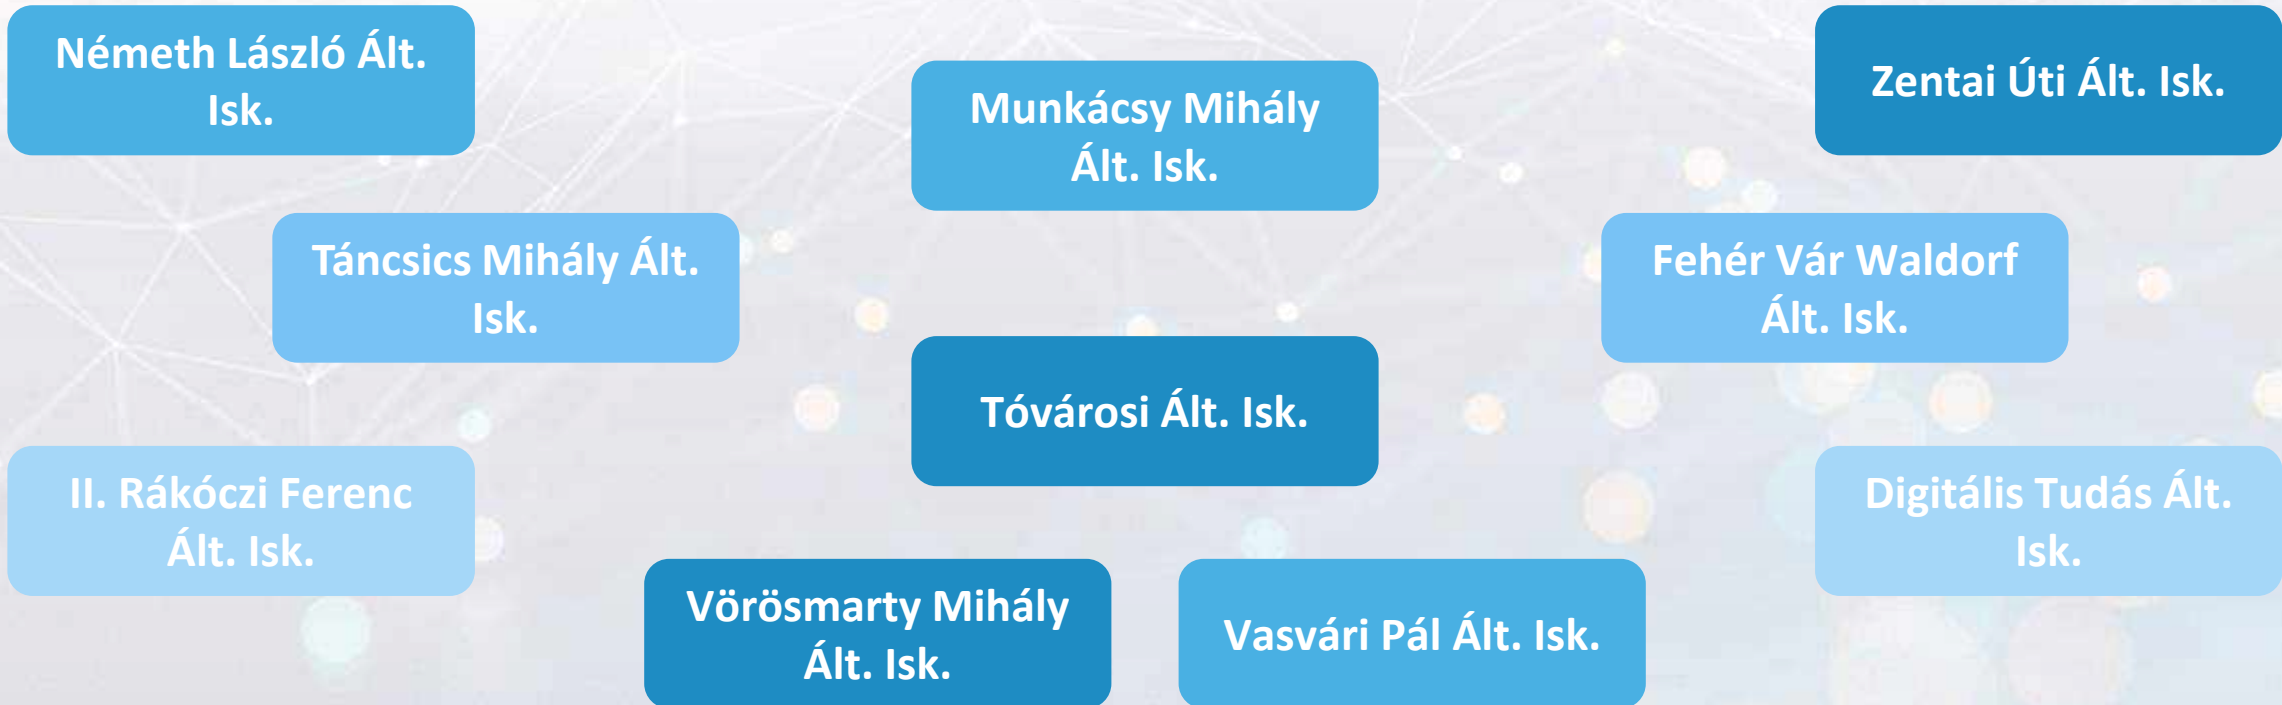 Németh László Ált.
Isk.
Munkácsy Mihály
Ált. Isk.
Zentai Úti Ált. Isk.
Táncsics Mihály Ált.
Isk.
Fehér Vár Waldorf
Ált. Isk.
Tóvárosi Ált. Isk.
II. Rákóczi Ferenc
Ált. Isk.
Digitális Tudás Ált.
Isk.
Vörösmarty Mihály
Ált. Isk.
Vasvári Pál Ált. Isk.